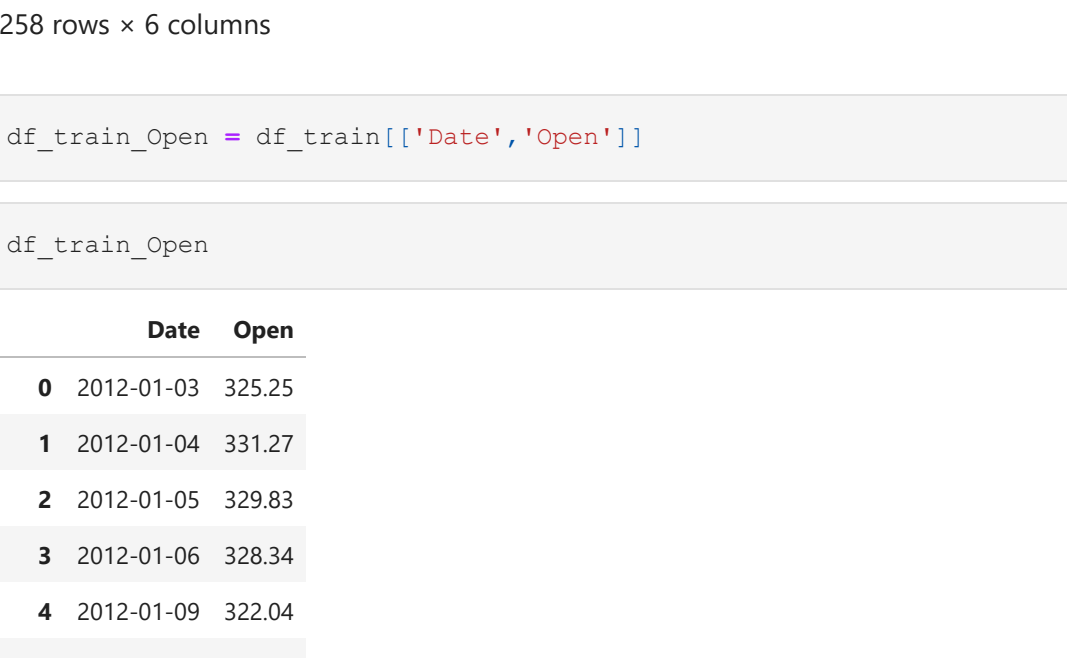 258 rows × 6 columns
df_train_Open = df_train[['Date','Open']]
df_train_Open
Date Open
0 2012-01-03 325.25
1 2012-01-04 331.27
2 2012-01-05 329.83
3 2012-01-06 328.34
4 2012-01-09 322.04